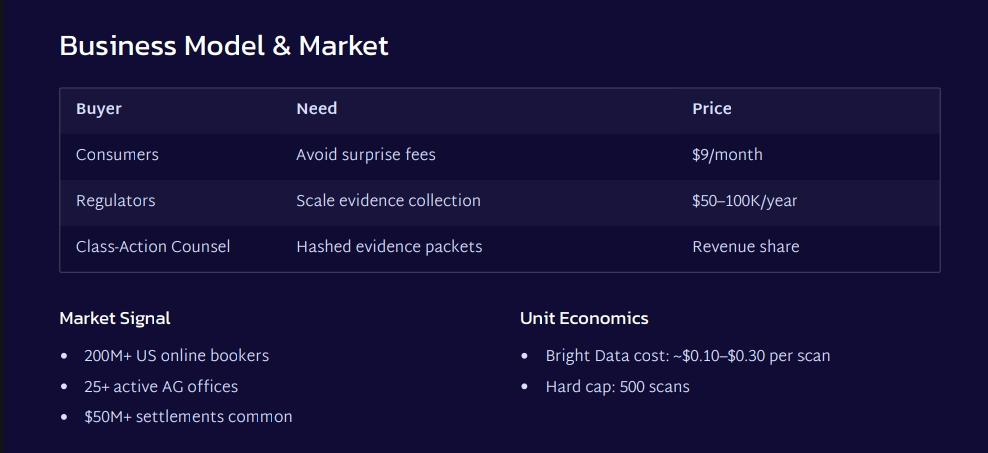 Business Model & Market
Buyer Need Price
Consumers Avoid surprise fees $9/month
Regulators Scale evidence collection $50–100K/year
Class-Action Counsel Hashed evidence packets Revenue share
Market Signal
• 200M+ US online bookers
• 25+ active AG offices
• $50M+ settlements common
Unit Economics
• Bright Data cost: ~$0.10–$0.30 per scan
• Hard cap: 500 scans